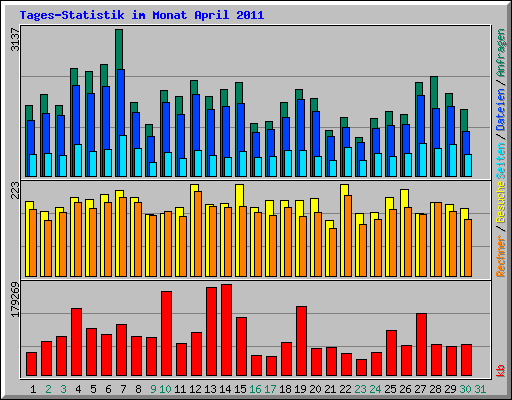 Tages-Statistik im Monat April 2011
3137
223
179269
Rechner / Besuche Seiten / Dateien / Anfragen
kb
1 2 3 4 5 6 7 8 9 10 11 12 13 14 15 16 17 18 19 20 21 22 23 24 25 26 27 28 29 30 31